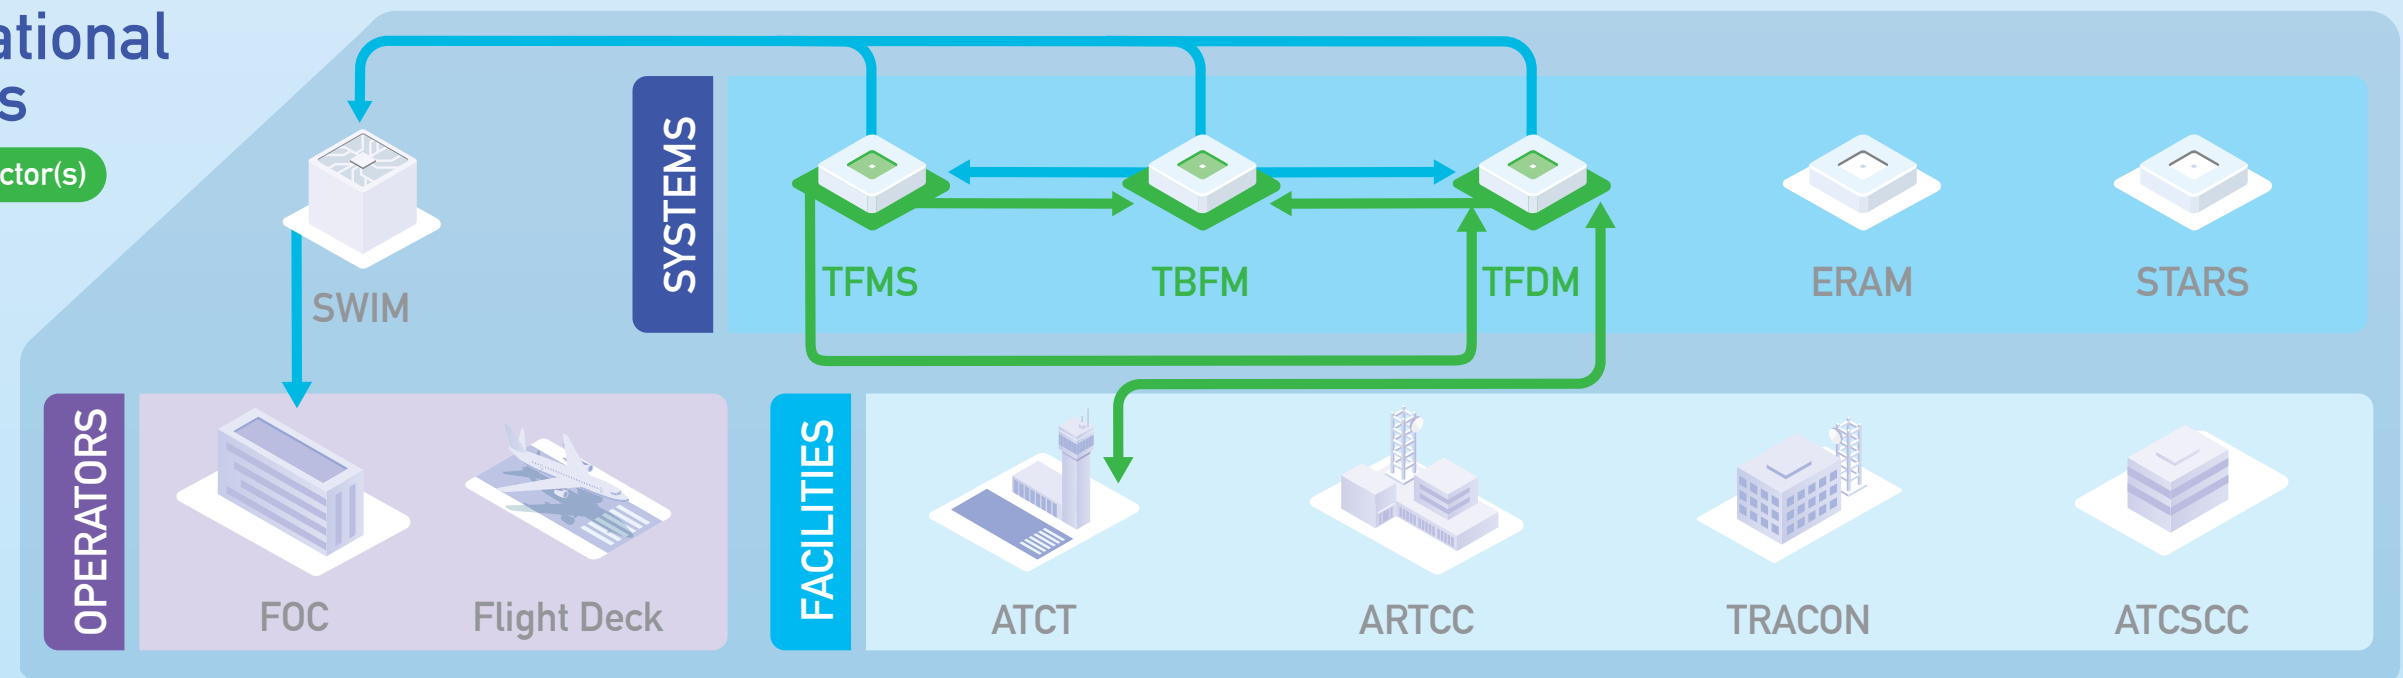 ational
s
ctor(s)
SYSTEMS
TFMS
TBFM
TFDM
ERAM
STARS
SWIM
OPERATORS
FOC
Flight Deck
FACILITIES
ATCT
ARTCC
TRACON
ATCSCC